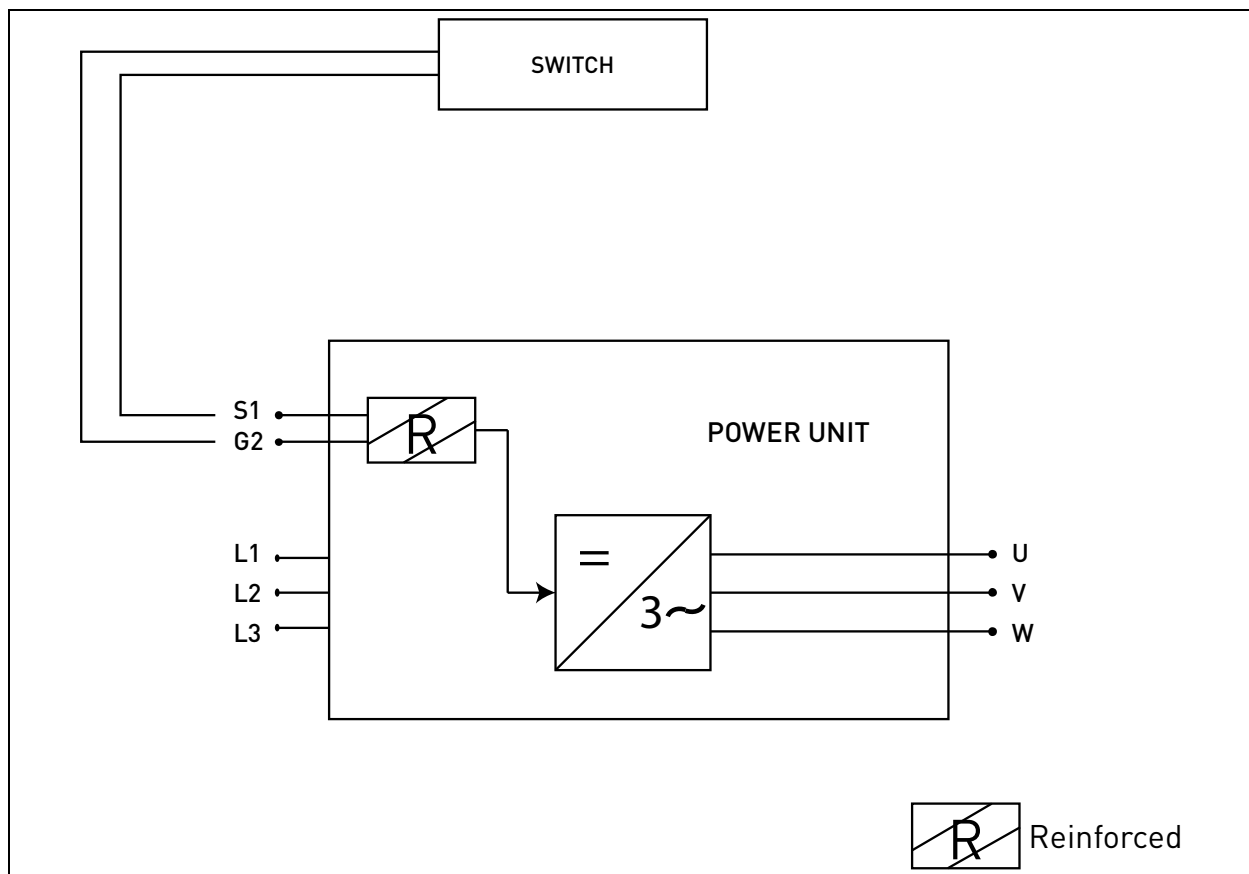 SWITCH
S1
G2
R
POWER UNIT
L1
L2
L3
=
3~
U
V
W
R Reinforced